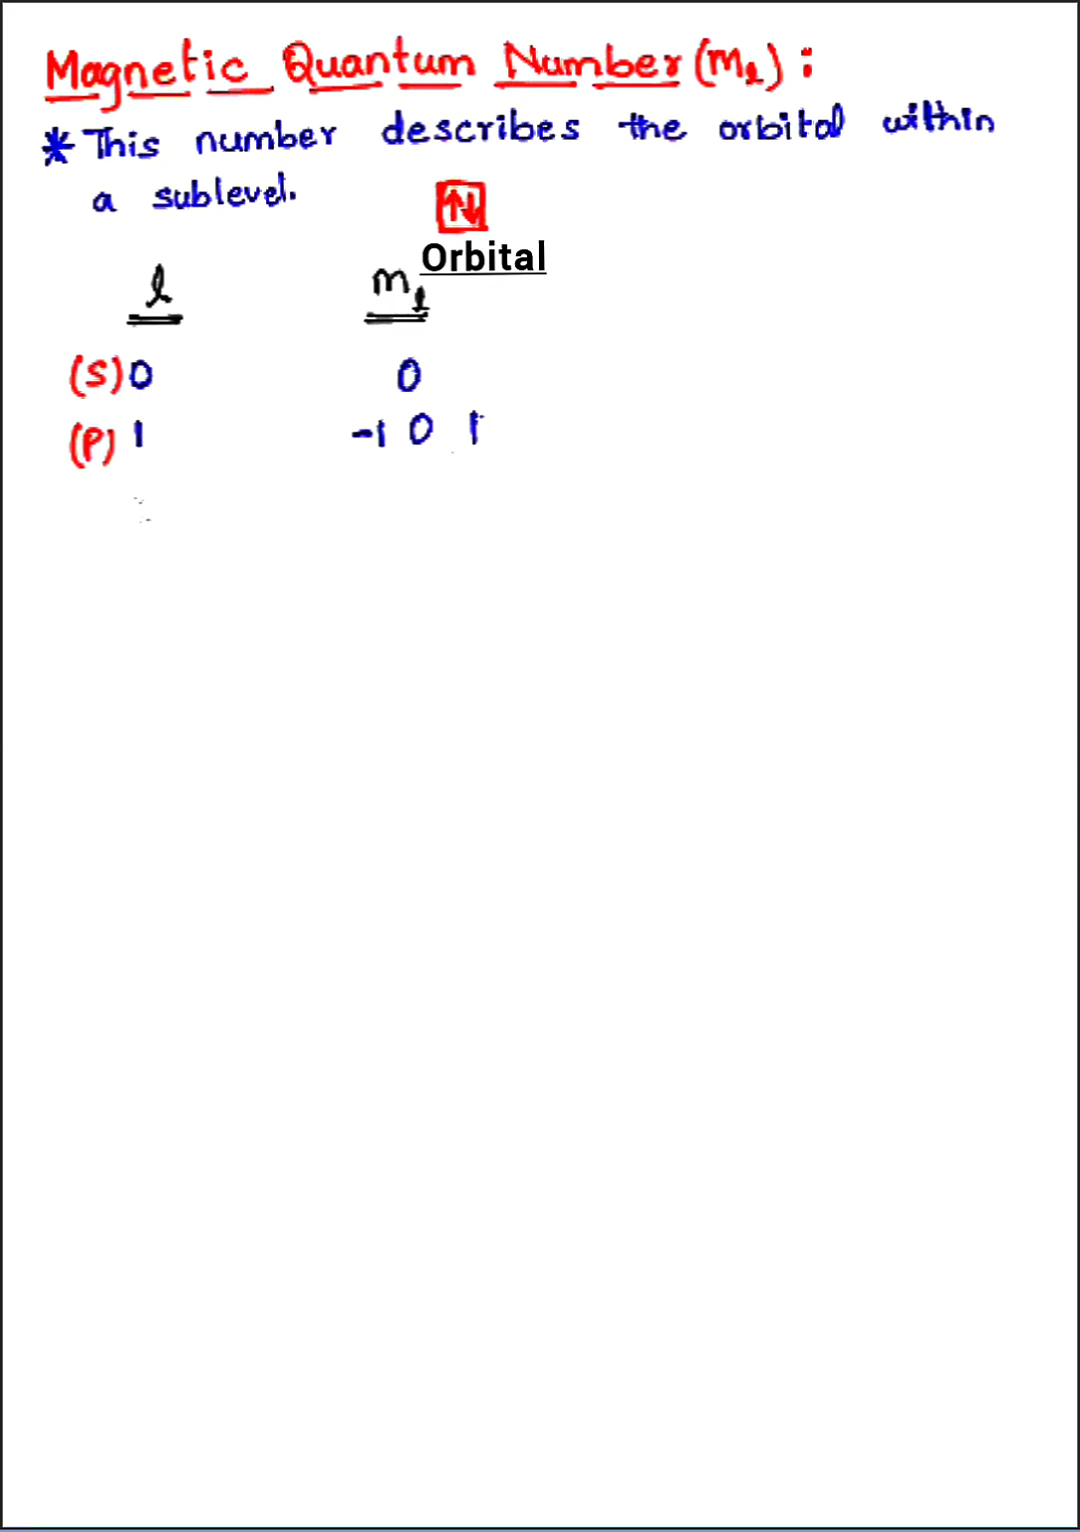 Magnetic Quantum Number (ml) :
* This number describes the orbital within
a sublevel.
Orbital
l ml
(S) 0 0
(P) 1 -1 0 1